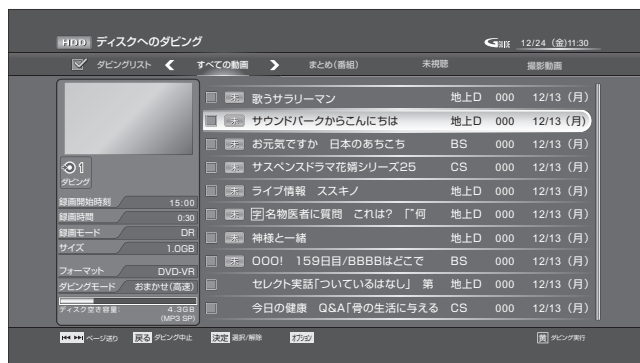 HDD ディスクへのダビング
GガイドE 12/24 (金)11:30
ダビングリスト
すべての動画
まとめ(番組)
未視聴
撮影動画
未 歌うサラリーマン 地上D 000 12/13 (月)
未 サウンドパークからこんにちは 地上D 000 12/13 (月)
未 お元気ですか 日本のあちこち BS 000 12/13 (月)
未 サスペンスドラマ花婿シリーズ25 CS 000 12/13 (月)
未 ライブ情報 ススキノ 地上D 000 12/13 (月)
未 字名物医者に質問 これは? 「“何 地上D 000 12/13 (月)
未 神様と一緒 地上D 000 12/13 (月)
未 OOO! 159日目/BBBBはどこで BS 000 12/13 (月)
セレクト実話「ついているはなし」 第 地上D 000 12/13 (月)
今日の健康 Q&A「骨の生活に与える CS 000 12/13 (月)
1
ダビング
録画開始時刻 15:00
録画時間 0:30
録画モード DR
サイズ 1.0GB
フォーマット DVD-VR
ダビングモード おまかせ(高速)
ディスク空き容量: 4.3GB
(MP3 SP)
ページ送り
戻る ダビング中止
決定 選択/解除
オプション
黄 ダビング実行